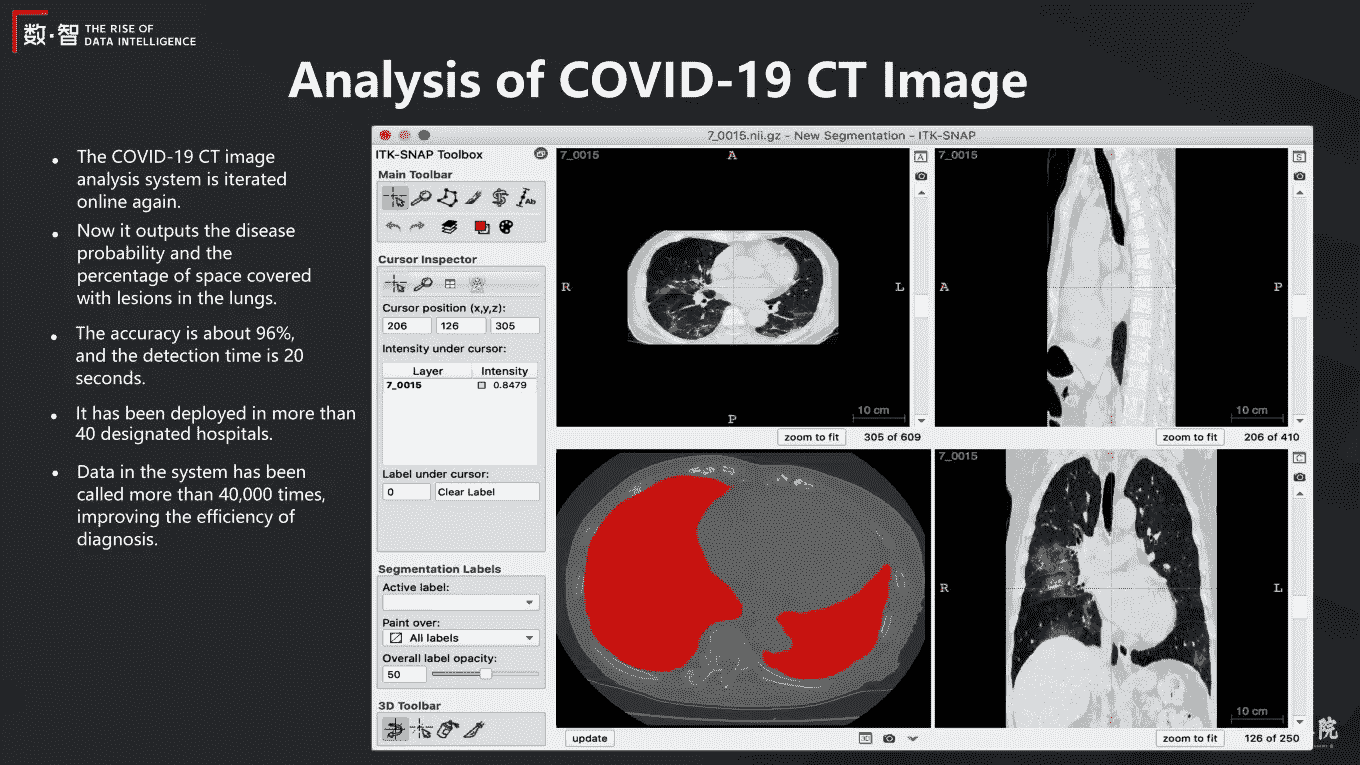 数·智 THE RISE OF
DATA INTELLIGENCE
Analysis of COVID-19 CT Image
• The COVID-19 CT image
analysis system is iterated
online again.
• Now it outputs the disease
probability and the
percentage of space covered
with lesions in the lungs.
• The accuracy is about 96%,
and the detection time is 20
seconds.
• It has been deployed in more than
40 designated hospitals.
• Data in the system has been
called more than 40,000 times,
improving the efficiency of
diagnosis.
7_0015.nii.gz - New Segmentation - ITK-SNAP
ITK-SNAP Toolbox
Main Toolbar
Ab
Cursor Inspector
Cursor position (x,y,z):
206 126 305
Intensity under cursor:
Layer Intensity
7_0015 0.8479
Label under cursor:
0 Clear Label
Segmentation Labels
Active label:
Paint over:
All labels
Overall label opacity:
50
3D Toolbar
7_0015 A
A
R L
10 cm
P
zoom to fit 305 of 609
7_0015
S
A P
10 cm
zoom to fit 206 of 410
update
3D
7_0015
C
R L
10 cm
zoom to fit 126 of 250
院